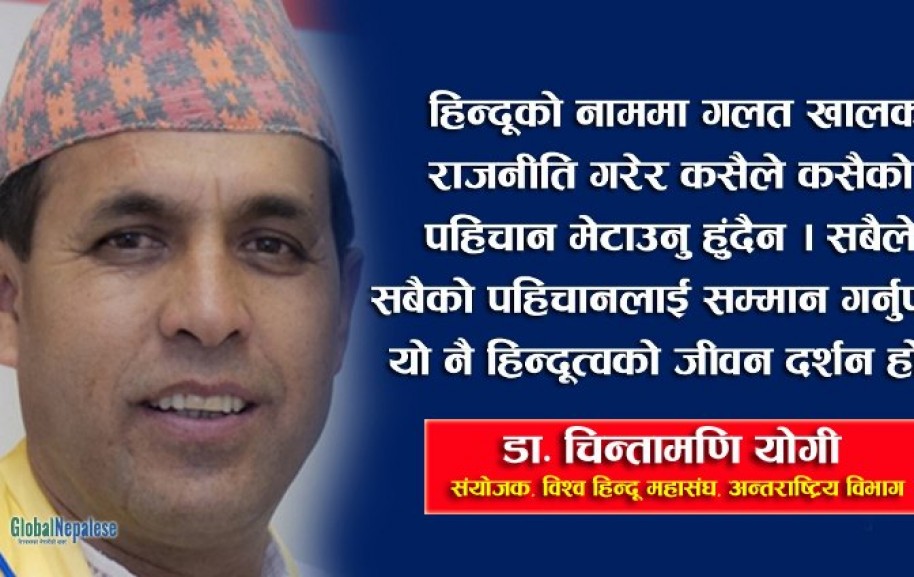 हिन्दूको नाममा गलत खालक
राजनीति गरेर कसैले कसैको
पहिचान मेटाउनु हुंदैन । सबैले
सबैको पहिचानलाई सम्मान गर्नुप
यो नै हिन्दूत्वको जीवन दर्शन हो
डा. चिन्तामणि योगी
संयोजक, विश्व हिन्दू महासंघ, अन्तराष्ट्रिय विभाग
GlobalNepalese